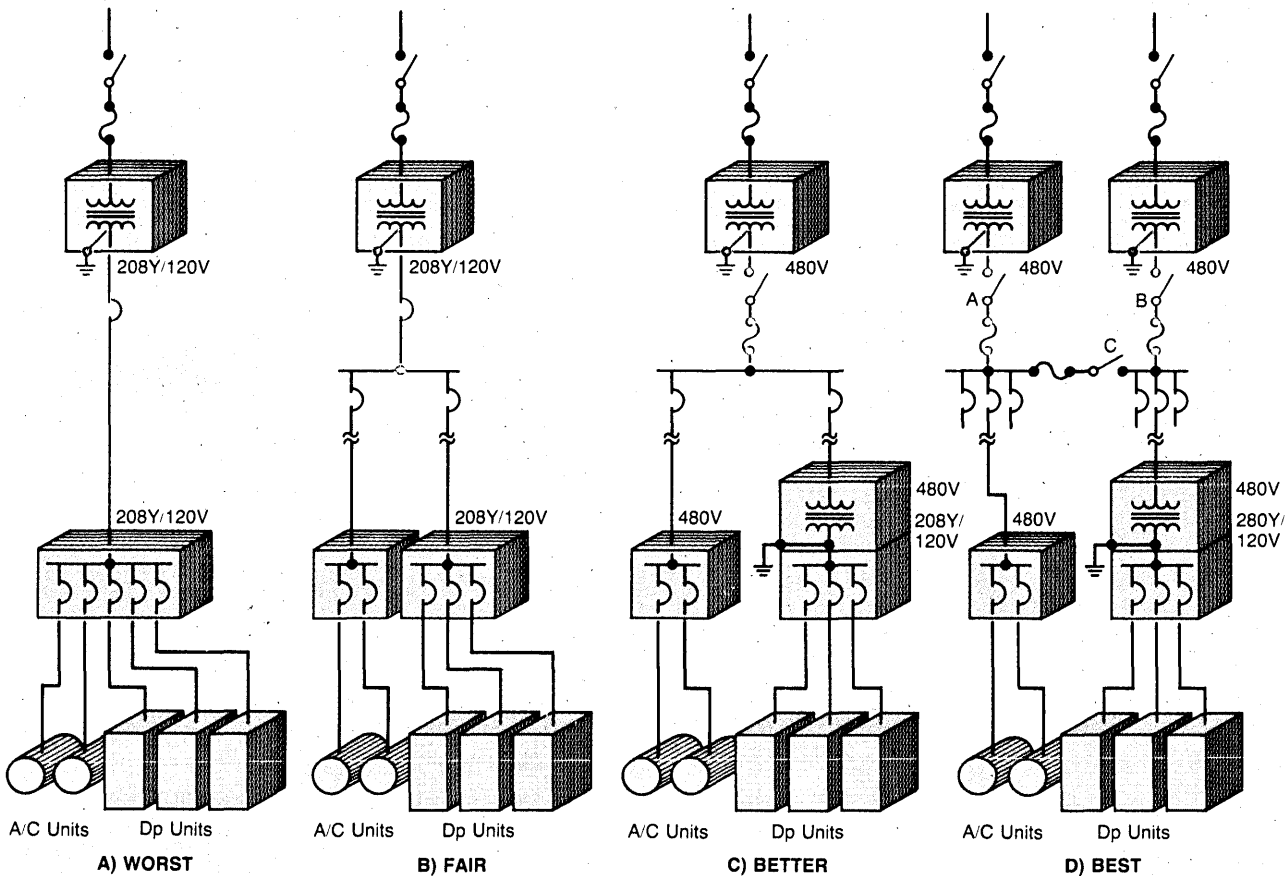 208Y/120V 208Y/120V 480V 480V 480V
A B
C
208Y/120V 208Y/120V 480V 480V
208Y/
120V 480V 480V
280Y/
120V
A/C Units Dp Units A/C Units Dp Units A/C Units Dp Units A/C Units Dp Units
A) WORST B) FAIR C) BETTER D) BEST